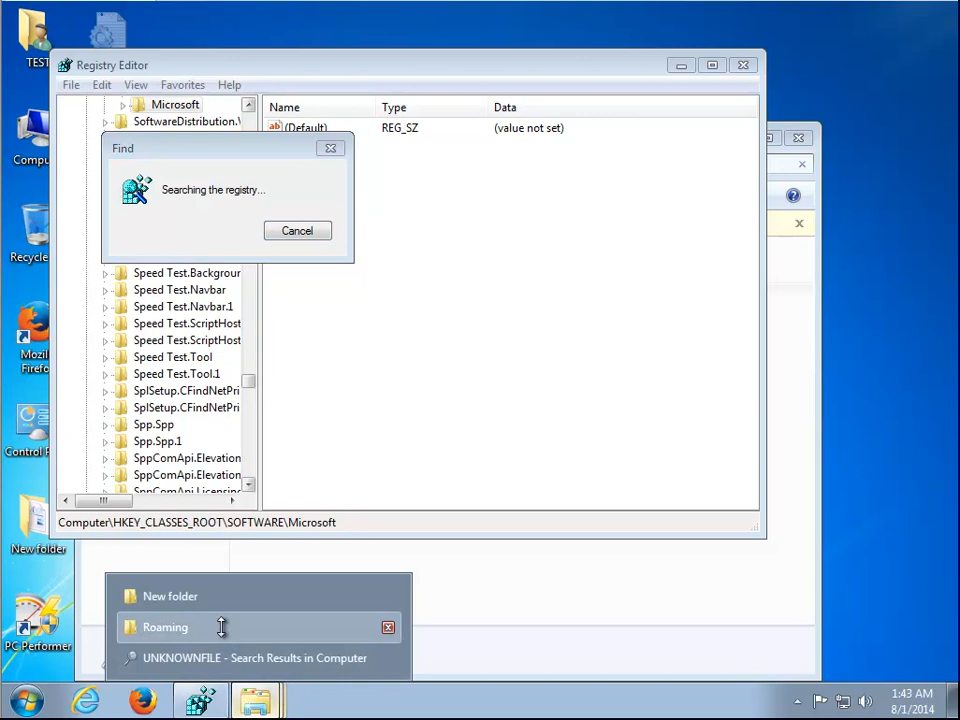 TEST
Registry Editor
File Edit View Favorites Help
Microsoft
SoftwareDistribution.
Name Type Data
(Default) REG_SZ (value not set)
Find
Searching the registry...
Cancel
Compu
Recycle
Mozil
Firefo
Control P
New folder
PC Performer
Speed Test.Backgrour
Speed Test.Navbar
Speed Test.Navbar.1
Speed Test.ScriptHost
Speed Test.ScriptHost
Speed Test.Tool
Speed Test.Tool.1
SplSetup.CFindNetPri
SplSetup.CFindNetPri
Spp.Spp
Spp.Spp.1
SppComApi.Elevation
SppComApi.Elevation
SppComApi.Licensing
Computer\HKEY_CLASSES_ROOT\SOFTWARE\Microsoft
New folder
Roaming
UNKNOWNFILE - Search Results in Computer
1:43 AM
8/1/2014